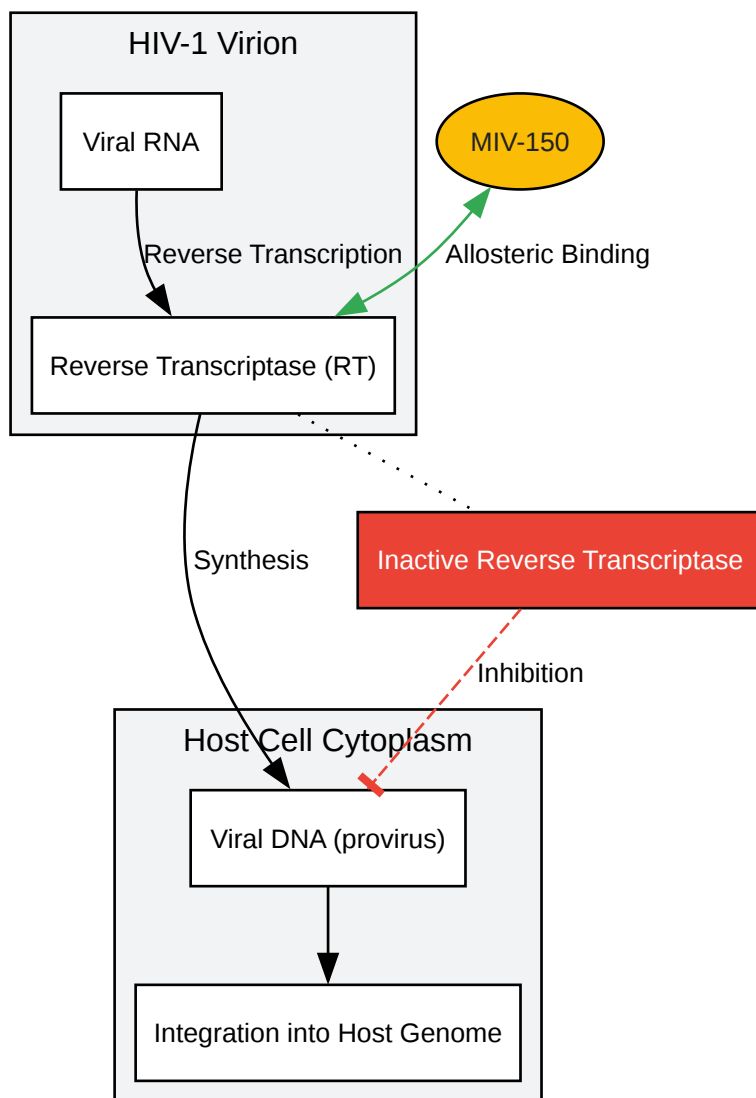 HIV-1 Virion
Viral RNA
MIV-150
Reverse Transcription
Allosteric Binding
Reverse Transcriptase (RT)
Synthesis
Inactive Reverse Transcriptase
Inhibition
Host Cell Cytoplasm
Viral DNA (provirus)
Integration into Host Genome